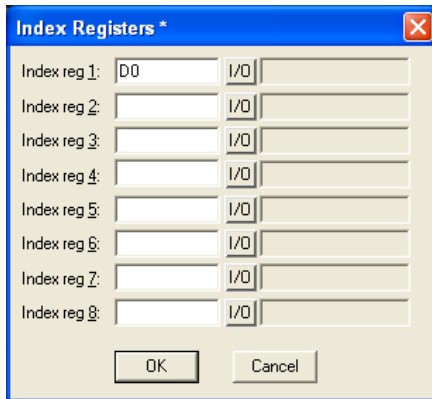 Index Registers *
Index reg 1: D0 I/O
Index reg 2: I/O
Index reg 3: I/O
Index reg 4: I/O
Index reg 5: I/O
Index reg 6: I/O
Index reg 7: I/O
Index reg 8: I/O
OK Cancel